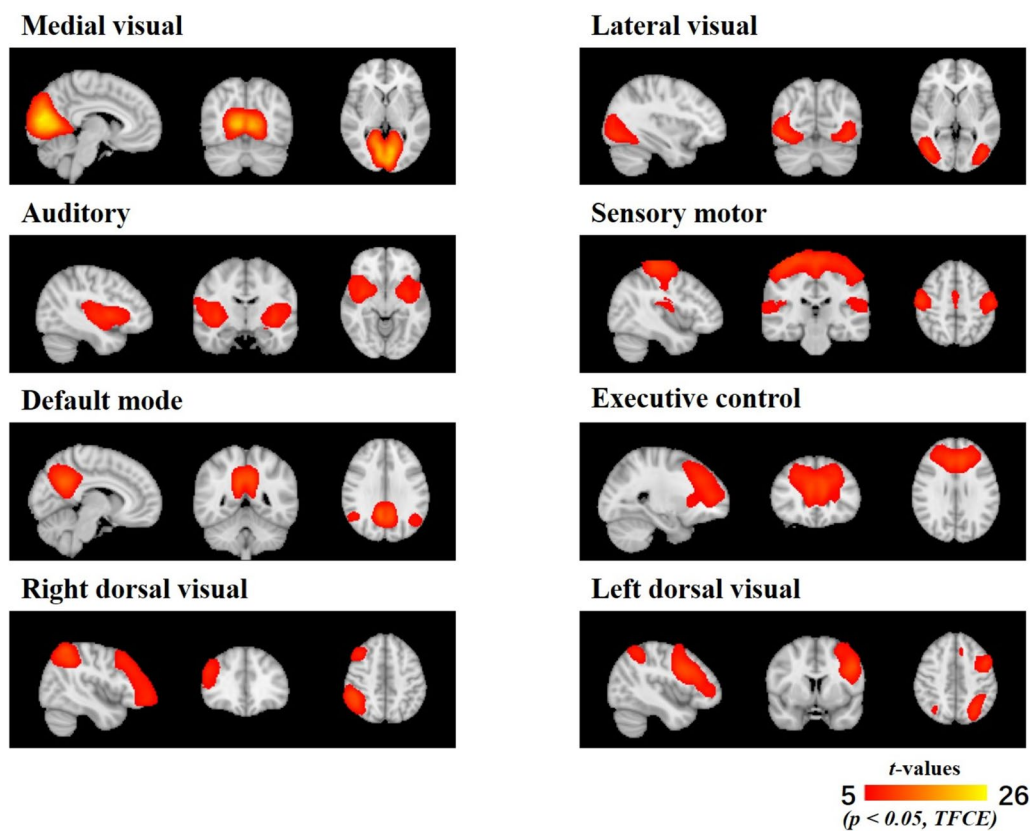 Medial visual
Lateral visual
Auditory
Sensory motor
Default mode
Executive control
Right dorsal visual
Left dorsal visual
t-values
5 26
(p < 0.05, TFCE)